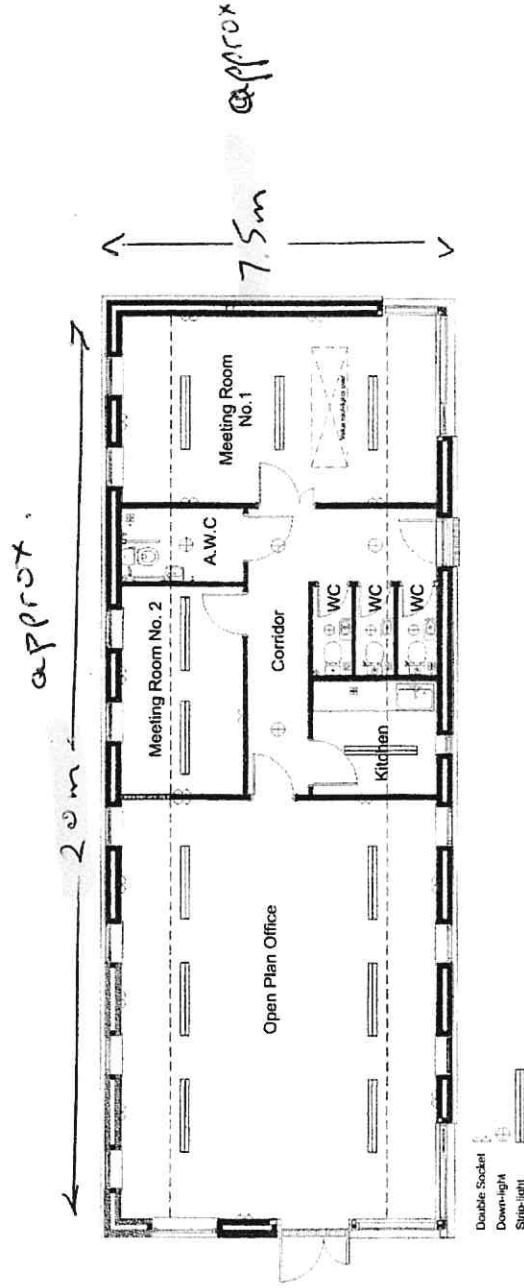 approx.
20m
7.5m
approx
Meeting Room No. 2
A.W.C
Meeting Room
No.1
Open Plan Office
Corridor
WC
WC
WC
Kitchen
Double Socket
Down-light
Strip-light